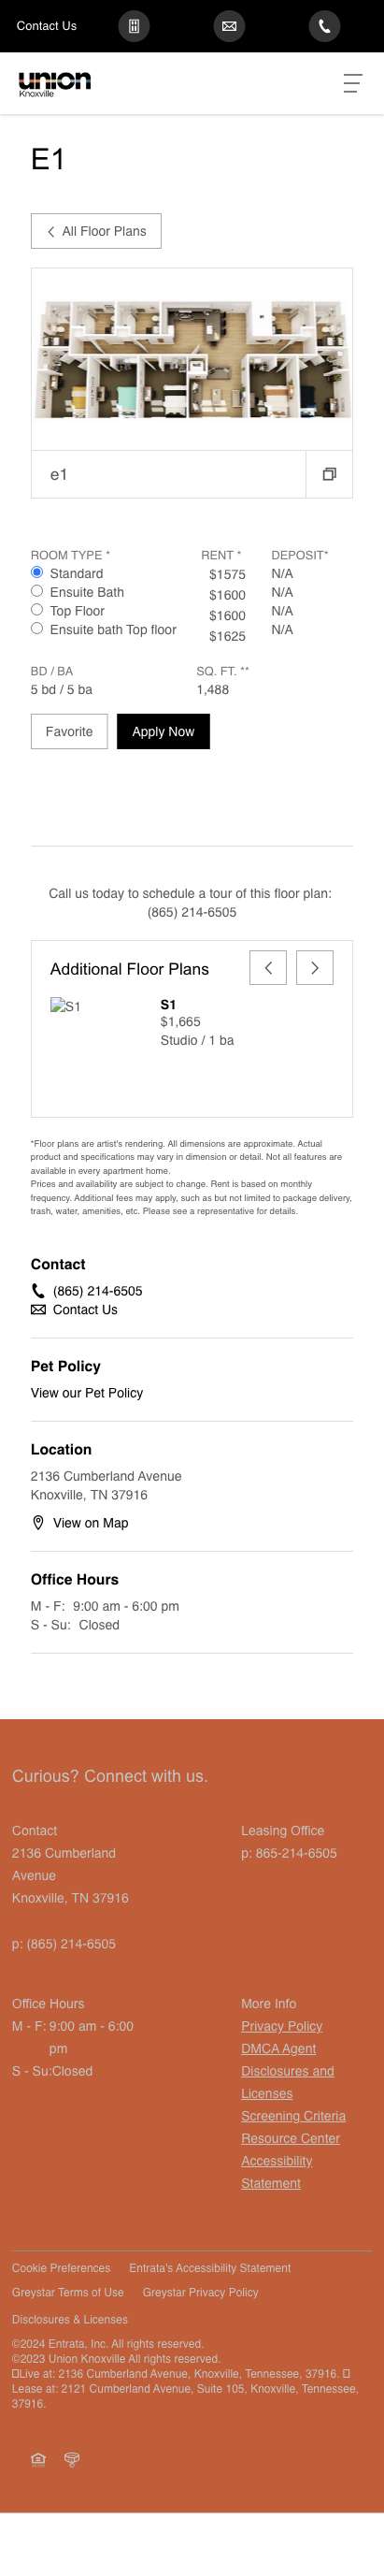 Contact Us
union
Knoxville
E1
All Floor Plans
e1
ROOM TYPE * RENT * DEPOSIT*
Standard $1575 N/A
Ensuite Bath $1600 N/A
Top Floor $1600 N/A
Ensuite bath Top floor $1625 N/A
BD / BA SQ. FT. **
5 bd / 5 ba 1,488
Favorite Apply Now
Call us today to schedule a tour of this floor plan:
(865) 214-6505
Additional Floor Plans
S1 S1
$1,665
Studio / 1 ba
*Floor plans are artist's rendering. All dimensions are approximate. Actual
product and specifications may vary in dimension or detail. Not all features are
available in every apartment home.
Prices and availability are subject to change. Rent is based on monthly
frequency. Additional fees may apply, such as but not limited to package delivery,
trash, water, amenities, etc. Please see a representative for details.
Contact
(865) 214-6505
Contact Us
Pet Policy
View our Pet Policy
Location
2136 Cumberland Avenue
Knoxville, TN 37916
View on Map
Office Hours
M - F: 9:00 am - 6:00 pm
S - Su: Closed
Curious? Connect with us.
Contact
2136 Cumberland
Avenue
Knoxville, TN 37916
p: (865) 214-6505
Leasing Office
p: 865-214-6505
Office Hours
M - F: 9:00 am - 6:00
pm
S - Su:Closed
More Info
Privacy Policy
DMCA Agent
Disclosures and
Licenses
Screening Criteria
Resource Center
Accessibility
Statement
Cookie Preferences Entrata's Accessibility Statement
Greystar Terms of Use Greystar Privacy Policy
Disclosures & Licenses
©2024 Entrata, Inc. All rights reserved.
©2023 Union Knoxville All rights reserved.
Live at: 2136 Cumberland Avenue, Knoxville, Tennessee, 37916.
Lease at: 2121 Cumberland Avenue, Suite 105, Knoxville, Tennessee,
37916.